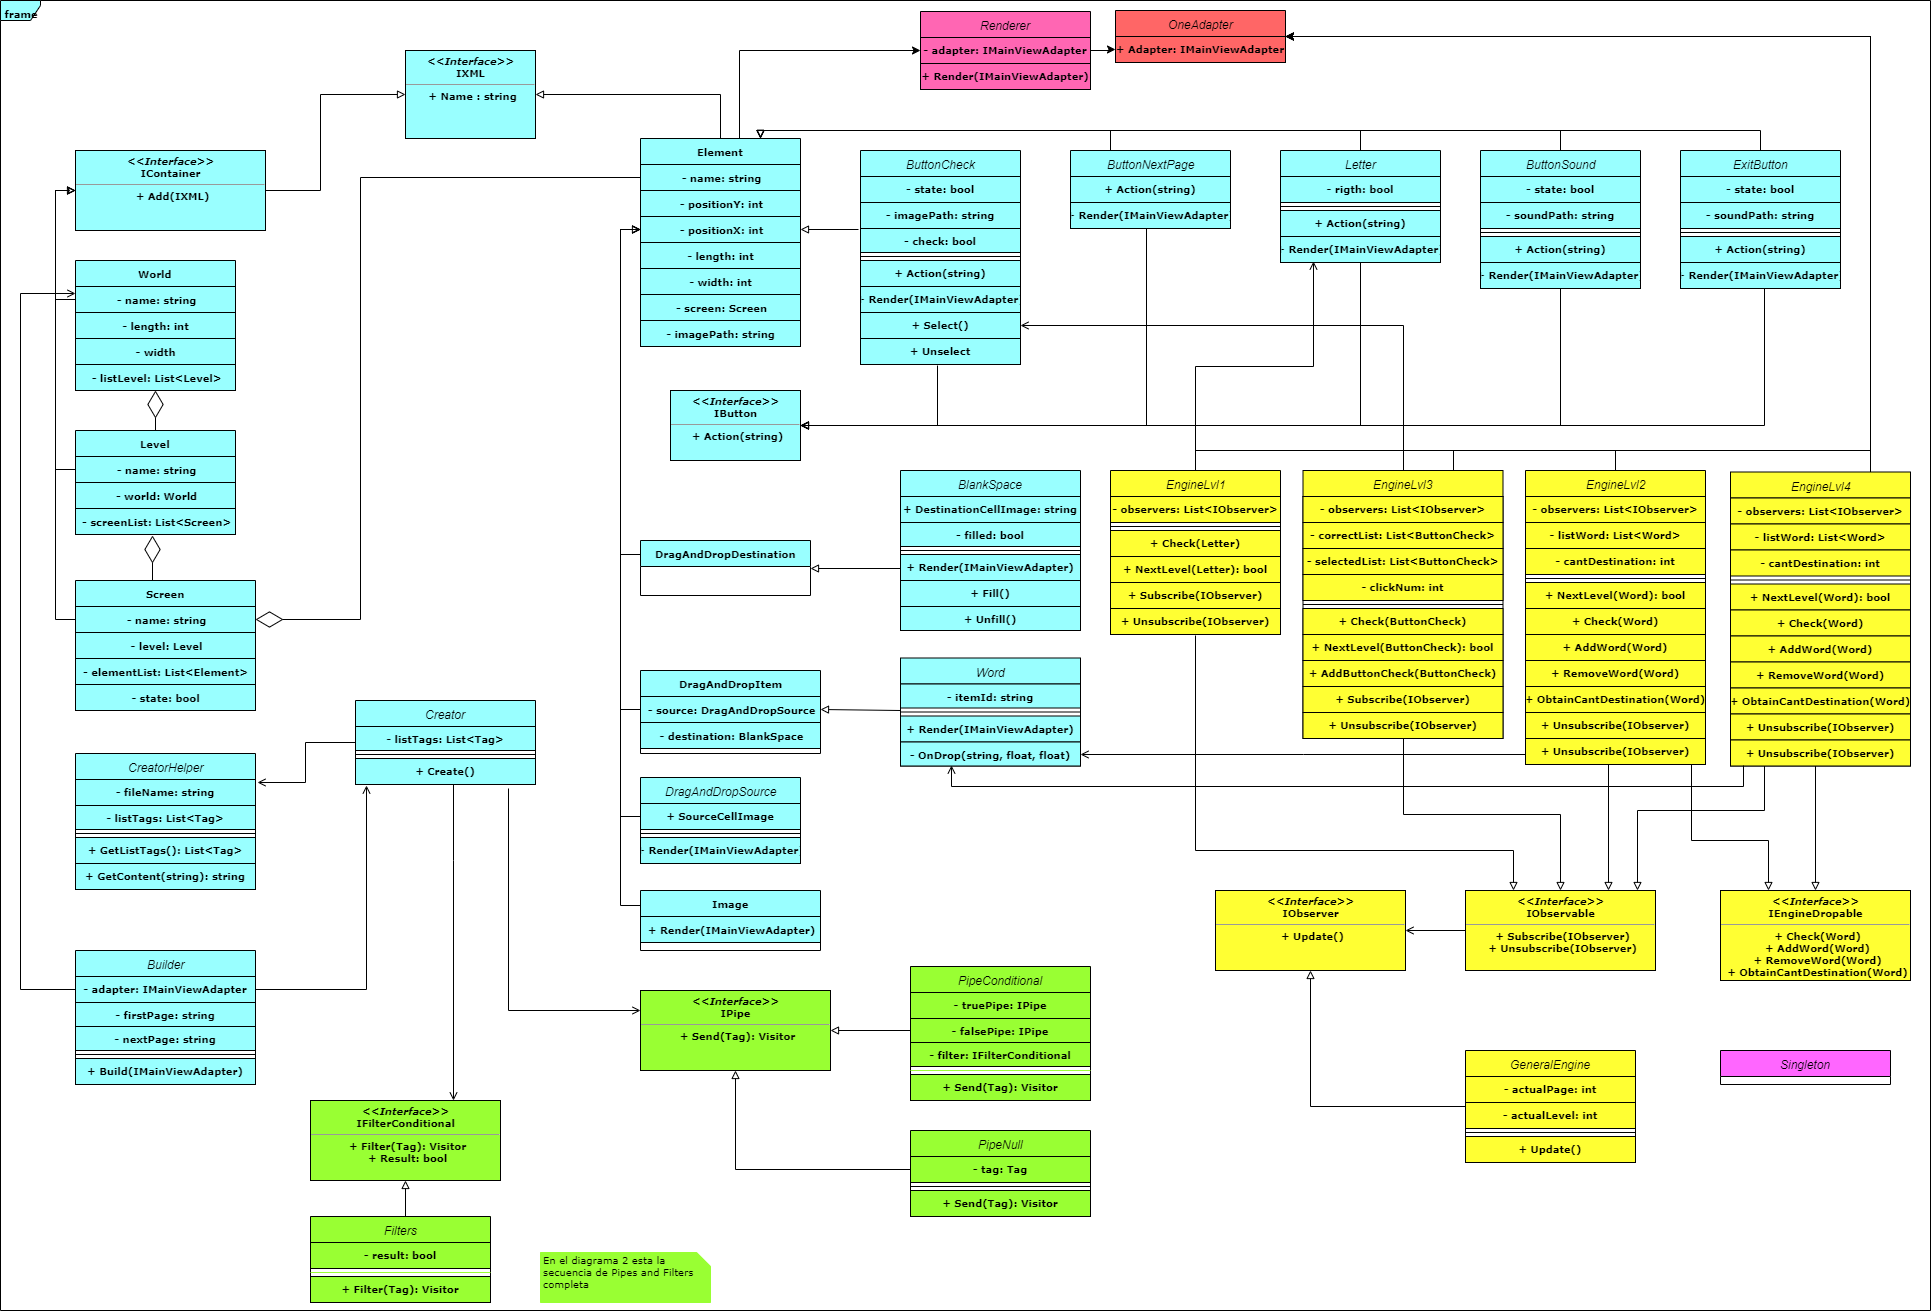 frame
Renderer
- adapter: IMainViewAdapter
+ Render(IMainViewAdapter)
OneAdapter
+ Adapter: IMainViewAdapter
<<Interface>>
IXML
+ Name : string
<<Interface>>
IContainer
+ Add(IXML)
Element
- name: string
- positionY: int
- positionX: int
- length: int
- width: int
- screen: Screen
- imagePath: string
ButtonCheck
- state: bool
- imagePath: string
- check: bool
+ Action(string)
- Render(IMainViewAdapter
+ Select()
+ Unselect
ButtonNextPage
+ Action(string)
- Render(IMainViewAdapter
Letter
- rigth: bool
+ Action(string)
- Render(IMainViewAdapter
ButtonSound
- state: bool
- soundPath: string
+ Action(string)
- Render(IMainViewAdapter
ExitButton
- state: bool
- soundPath: string
+ Action(string)
- Render(IMainViewAdapter
World
- name: string
- length: int
- width
- listLevel: List<Level>
Level
- name: string
- world: World
- screenList: List<Screen>
Screen
- name: string
- level: Level
- elementList: List<Element>
- state: bool
<<Interface>>
IButton
+ Action(string)
BlankSpace
+ DestinationCellImage: string
- filled: bool
+ Render(IMainViewAdapter)
+ Fill()
+ Unfill()
EngineLvl1
- observers: List<IObserver>
+ Check(Letter)
+ NextLevel(Letter): bool
+ Subscribe(IObserver)
+ Unsubscribe(IObserver)
EngineLvl3
- observers: List<IObserver>
- correctList: List<ButtonCheck>
- selectedList: List<ButtonCheck>
- clickNum: int
+ Check(ButtonCheck)
+ NextLevel(ButtonCheck): bool
+ AddButtonCheck(ButtonCheck)
+ Subscribe(IObserver)
+ Unsubscribe(IObserver)
EngineLvl2
- observers: List<IObserver>
- listWord: List<Word>
- cantDestination: int
+ NextLevel(Word): bool
+ Check(Word)
+ AddWord(Word)
+ RemoveWord(Word)
+ ObtainCantDestination(Word)
+ Unsubscribe(IObserver)
+ Unsubscribe(IObserver)
EngineLvl4
- observers: List<IObserver>
- listWord: List<Word>
- cantDestination: int
+ NextLevel(Word): bool
+ Check(Word)
+ AddWord(Word)
+ RemoveWord(Word)
+ ObtainCantDestination(Word)
+ Unsubscribe(IObserver)
+ Unsubscribe(IObserver)
DragAndDropDestination
DragAndDropItem
- source: DragAndDropSource
- destination: BlankSpace
Word
- itemId: string
+ Render(IMainViewAdapter)
- OnDrop(string, float, float)
Creator
- listTags: List<Tag>
+ Create()
CreatorHelper
- fileName: string
- listTags: List<Tag>
+ GetListTags(): List<Tag>
+ GetContent(string): string
DragAndDropSource
+ SourceCellImage
- Render(IMainViewAdapter
Image
+ Render(IMainViewAdapter)
<<Interface>>
IObserver
+ Update()
<<Interface>>
IObservable
+ Subscribe(IObserver)
+ Unsubscribe(IObserver)
<<Interface>>
IEngineDropable
+ Check(Word)
+ AddWord(Word)
+ RemoveWord(Word)
+ ObtainCantDestination(Word)
Builder
- adapter: IMainViewAdapter
- firstPage: string
- nextPage: string
+ Build(IMainViewAdapter)
<<Interface>>
IPipe
+ Send(Tag): Visitor
PipeConditional
- truePipe: IPipe
- falsePipe: IPipe
- filter: IFilterConditional
+ Send(Tag): Visitor
GeneralEngine
- actualPage: int
- actualLevel: int
+ Update()
Singleton
<<Interface>>
IFilterConditional
+ Filter(Tag): Visitor
+ Result: bool
PipeNull
- tag: Tag
+ Send(Tag): Visitor
Filters
- result: bool
+ Filter(Tag): Visitor
En el diagrama 2 esta la
secuencia de Pipes and Filters
completa